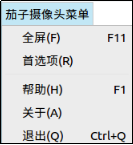 茄子摄像头菜单
全屏(F) F11
首选项(R)
帮助(H) F1
关于(A)
退出(Q) Ctrl+Q